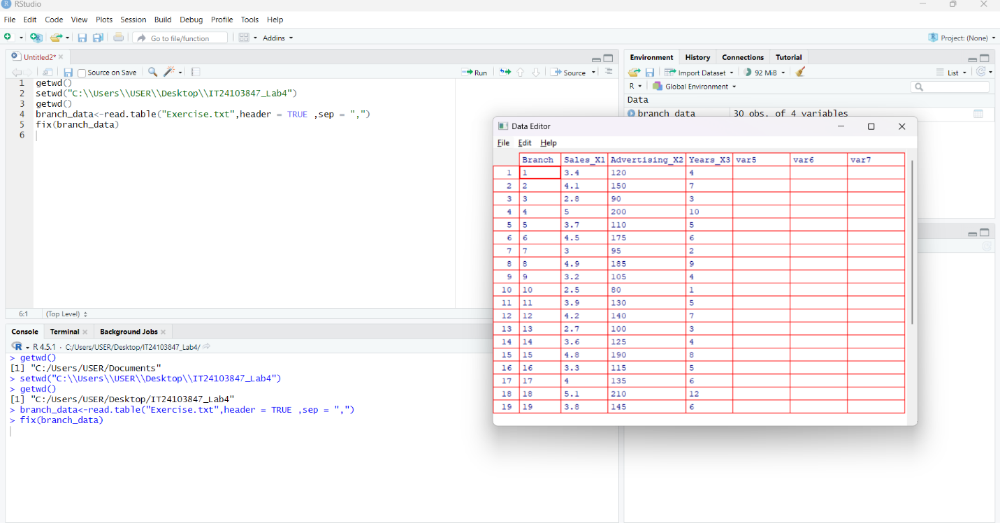 RStudio
File Edit Code View Plots Session Build Debug Profile Tools Help
Go to file/function Addins Project: (None)
Untitled2*
Source on Save Run Source
1 getwd()
2 setwd("C:\\Users\\USER\\Desktop\\IT24103847_Lab4")
3 getwd()
4 branch_data<-read.table("Exercise.txt",header = TRUE ,sep = ",")
5 fix(branch_data)
6
6:1 (Top Level)
Console Terminal Background Jobs
R 4.5.1 · C:/Users/USER/Desktop/IT24103847_Lab4/
> getwd()
[1] "C:/Users/USER/Documents"
> setwd("C:\\Users\\USER\\Desktop\\IT24103847_Lab4")
> getwd()
[1] "C:/Users/USER/Desktop/IT24103847_Lab4"
> branch_data<-read.table("Exercise.txt",header = TRUE ,sep = ",")
> fix(branch_data)
Environment History Connections Tutorial
Import Dataset 92 MiB List
R Global Environment
Data
branch_data 30 obs. of 4 variables
Data Editor
File Edit Help
Branch Sales_X1 Advertising_X2 Years_X3 var5 var6 var7
1 1 3.4 120 4
2 2 4.1 150 7
3 3 2.8 90 3
4 4 5 200 10
5 5 3.7 110 5
6 6 4.5 175 6
7 7 3 95 2
8 8 4.9 185 9
9 9 3.2 105 4
10 10 2.5 80 1
11 11 3.9 130 5
12 12 4.2 140 7
13 13 2.7 100 3
14 14 3.6 125 4
15 15 4.8 190 8
16 16 3.3 115 5
17 17 4 135 6
18 18 5.1 210 12
19 19 3.8 145 6